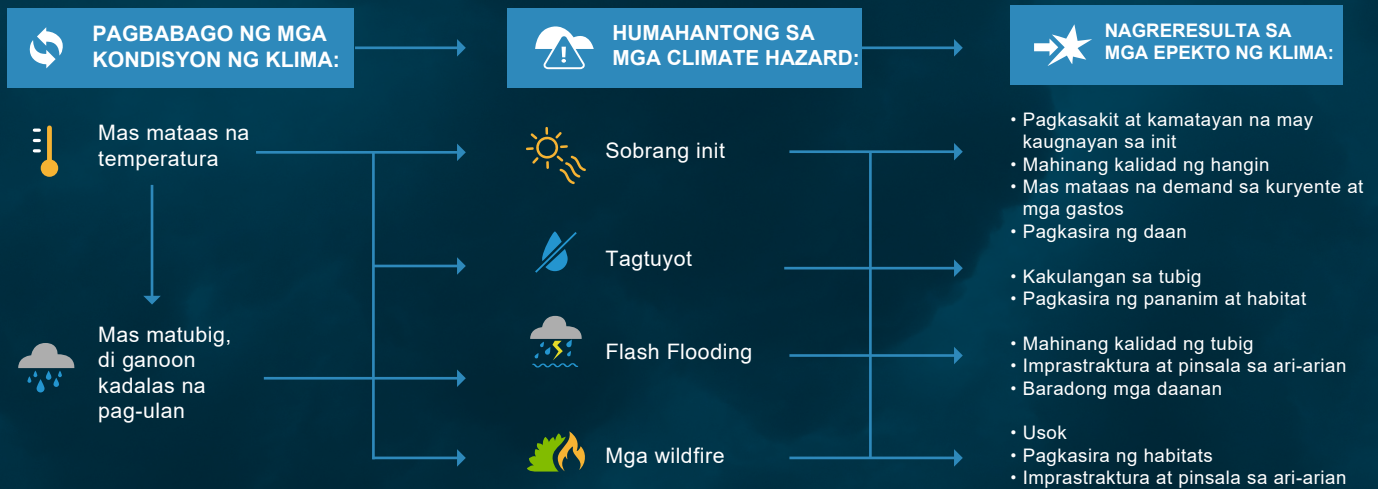 PAGBABAGO NG MGA
KONDISYON NG KLIMA:
Mas mataas na
temperatura
Mas matubig,
di ganoon
kadalas na
pag-ulan
HUMAHANTONG SA
MGA CLIMATE HAZARD:
Sobrang init
Tagtuyot
Flash Flooding
Mga wildfire
NAGRERESULTA SA
MGA EPEKTO NG KLIMA:
• Pagkasakit at kamatayan na may
kaugnayan sa init
• Mahinang kalidad ng hangin
• Mas mataas na demand sa kuryente at
mga gastos
• Pagkasira ng daan
• Kakulangan sa tubig
• Pagkasira ng pananim at habitat
• Mahinang kalidad ng tubig
• Imprastraktura at pinsala sa ari-arian
• Baradong mga daanan
• Usok
• Pagkasira ng habitats
• Imprastraktura at pinsala sa ari-arian